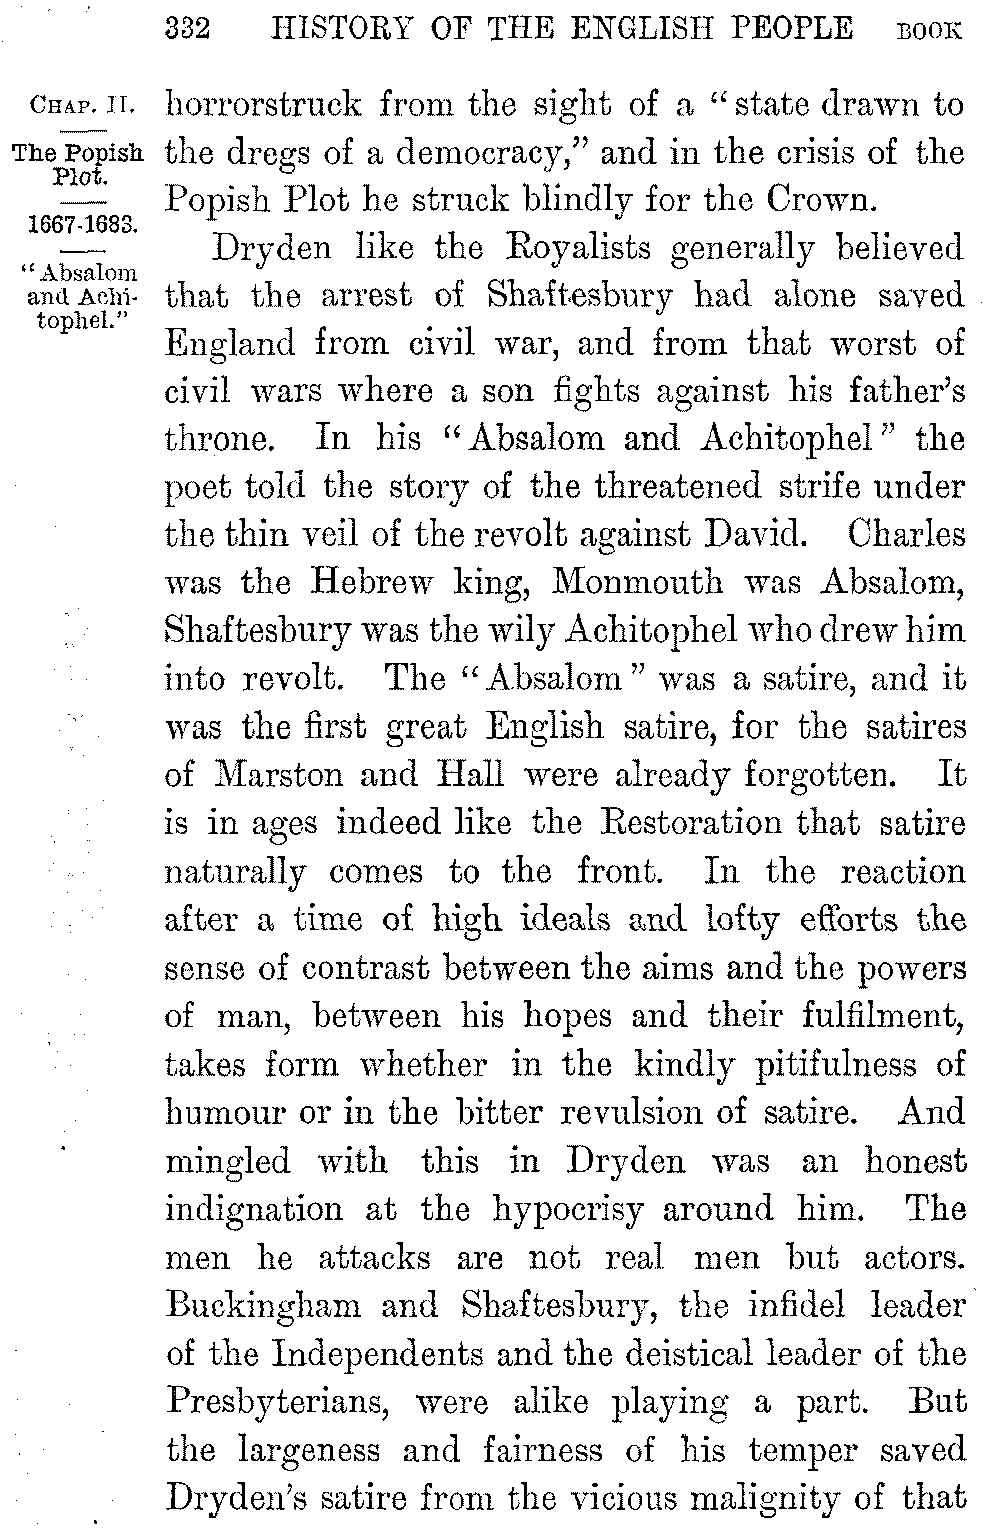 332 HISTORY OF THE ENGLISH PEOPLE BOOK
CHAP. II.
The Popish
Plot.
1667-1683.
"Absalom
and Achi-
tophel."
horrorstruck from the sight of a "state drawn to
the dregs of a democracy," and in the crisis of the
Popish Plot he struck blindly for the Crown.
Dryden like the Royalists generally believed
that the arrest of Shaftesbury had alone saved
England from civil war, and from that worst of
civil wars where a son fights against his father's
throne. In his "Absalom and Achitophel" the
poet told the story of the threatened strife under
the thin veil of the revolt against David. Charles
was the Hebrew king, Monmouth was Absalom,
Shaftesbury was the wily Achitophel who drew him
into revolt. The "Absalom" was a satire, and it
was the first great English satire, for the satires
of Marston and Hall were already forgotten. It
is in ages indeed like the Restoration that satire
naturally comes to the front. In the reaction
after a time of high ideals and lofty efforts the
sense of contrast between the aims and the powers
of man, between his hopes and their fulfilment,
takes form whether in the kindly pitifulness of
humour or in the bitter revulsion of satire. And
mingled with this in Dryden was an honest
indignation at the hypocrisy around him. The
men he attacks are not real men but actors.
Buckingham and Shaftesbury, the infidel leader
of the Independents and the deistical leader of the
Presbyterians, were alike playing a part. But
the largeness and fairness of his temper saved
Dryden's satire from the vicious malignity of that